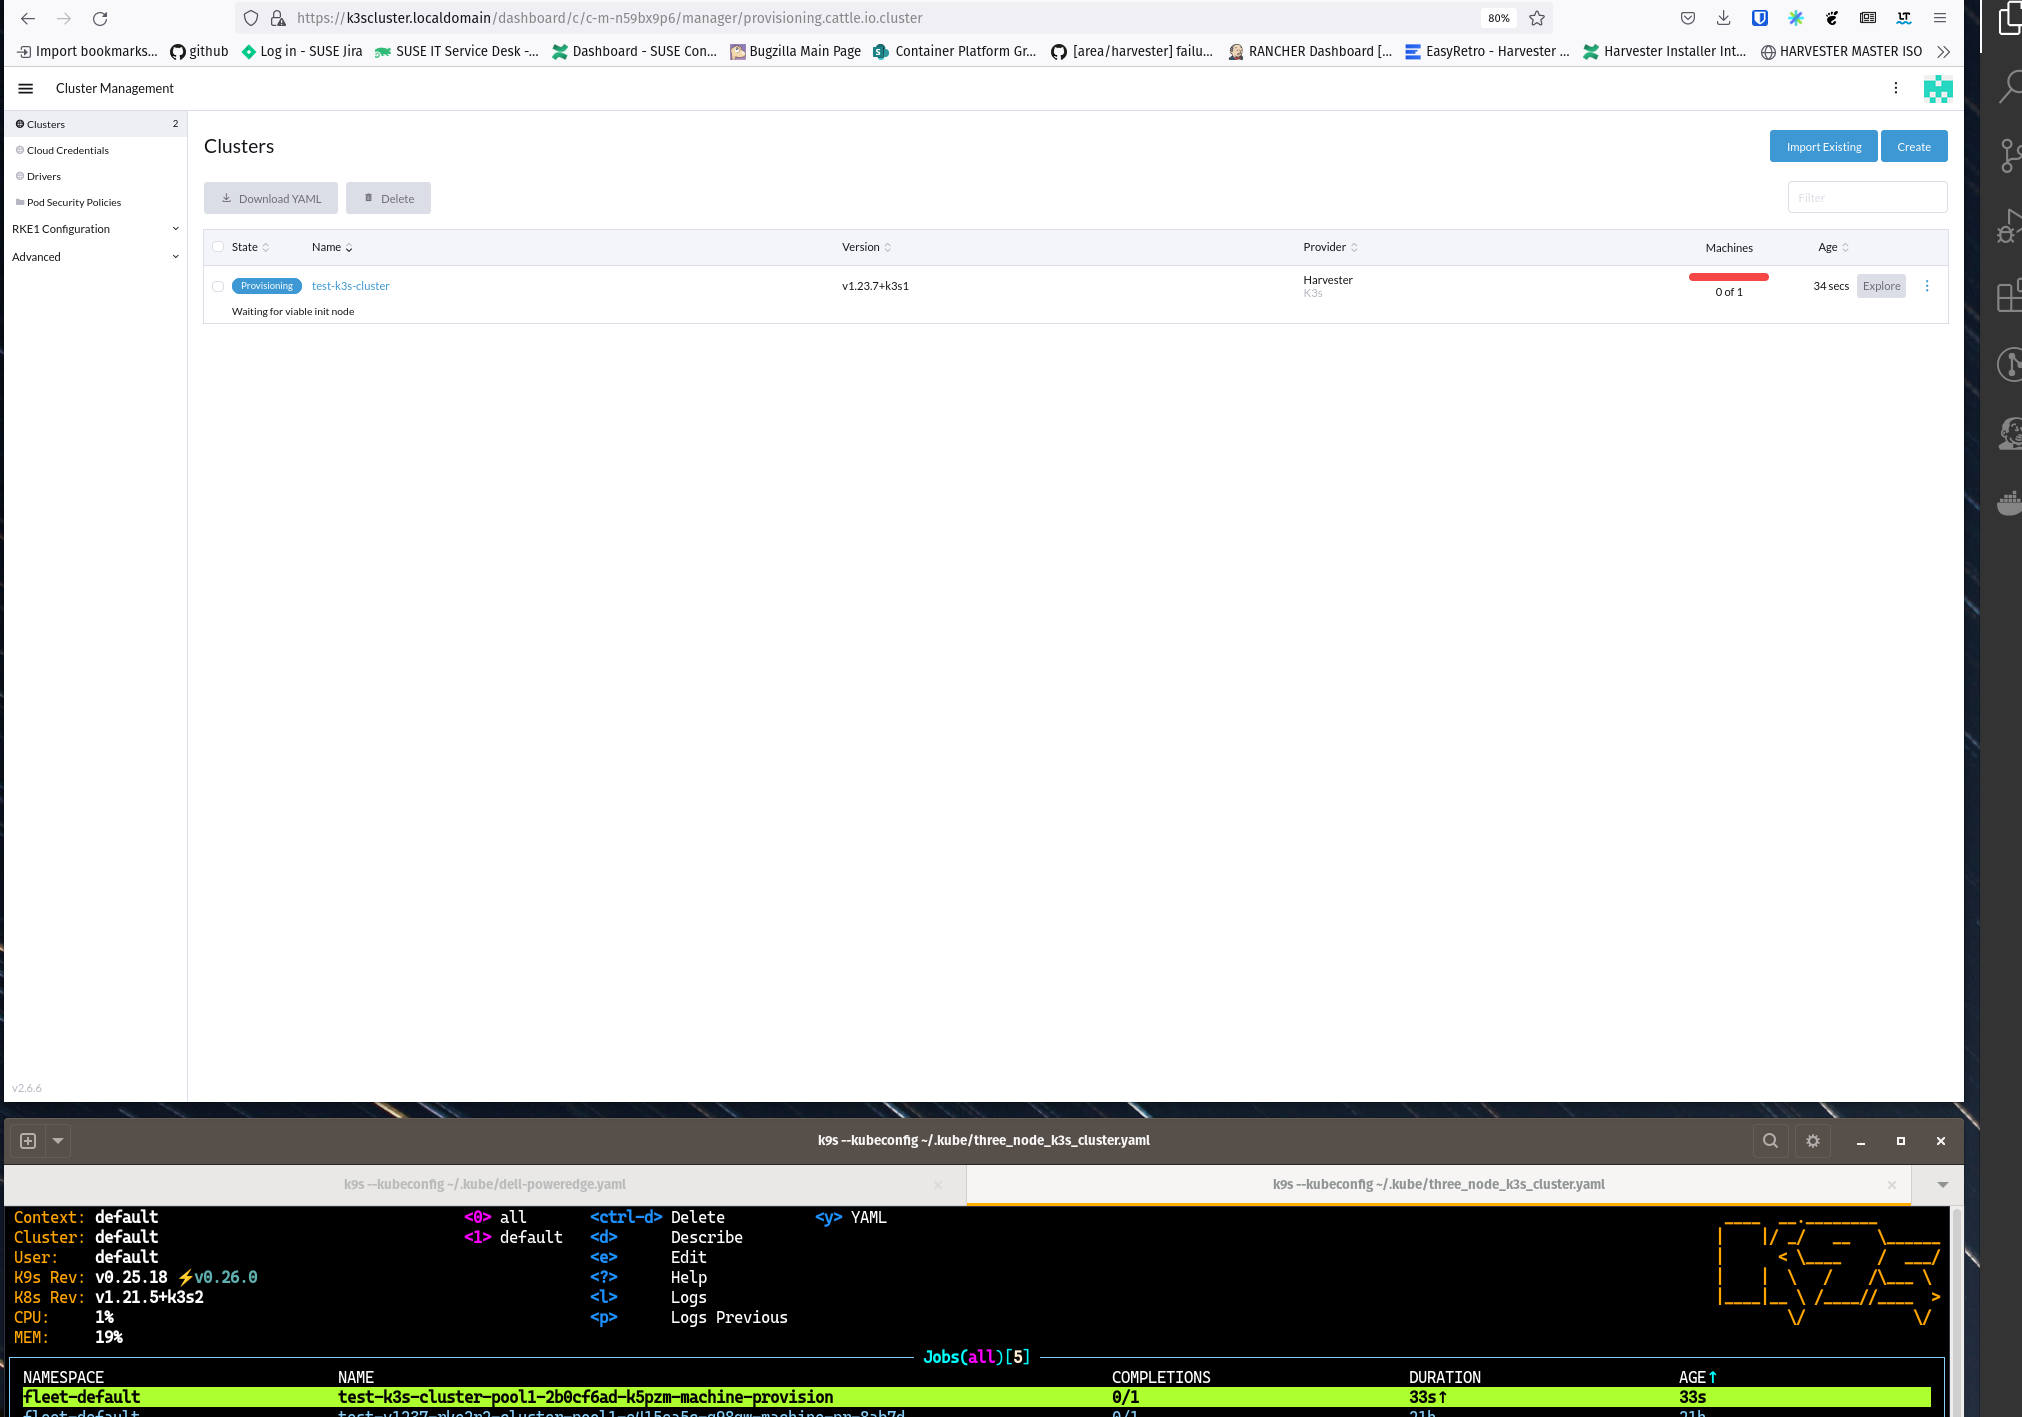 https://k3scluster.localdomain/dashboard/c/c-m-n59bx9p6/manager/provisioning.cattle.io.cluster 80%
Import bookmarks... github Log in - SUSE Jira SUSE IT Service Desk -... Dashboard - SUSE Con... Bugzilla Main Page Container Platform Gr... [area/harvester] failu... RANCHER Dashboard [... EasyRetro - Harvester ... Harvester Installer Int... HARVESTER MASTER ISO
Cluster Management
Clusters 2
Cloud Credentials
Drivers
Pod Security Policies
RKE1 Configuration
Advanced
v2.6.6
Clusters
Import Existing Create
Download YAML Delete Filter
State Name Version Provider Machines Age
Provisioning test-k3s-cluster v1.23.7+k3s1 Harvester
K3s
0 of 1 34 secs Explore
Waiting for viable init node
k9s --kubeconfig ~/.kube/three_node_k3s_cluster.yaml
k9s --kubeconfig ~/.kube/dell-poweredge.yaml k9s --kubeconfig ~/.kube/three_node_k3s_cluster.yaml
Context: default <0> all <ctrl-d> Delete <y> YAML
Cluster: default <1> default <d> Describe
User: default <e> Edit
K9s Rev: v0.25.18 ⚡v0.26.0 <?> Help
K8s Rev: v1.21.5+k3s2 <l> Logs
CPU: 1% <p> Logs Previous
MEM: 19%
Jobs(all)[5]
NAMESPACE NAME COMPLETIONS DURATION AGE↑
fleet-default test-k3s-cluster-pool1-2b0cf6ad-k5pzm-machine-provision 0/1 33s↑ 33s